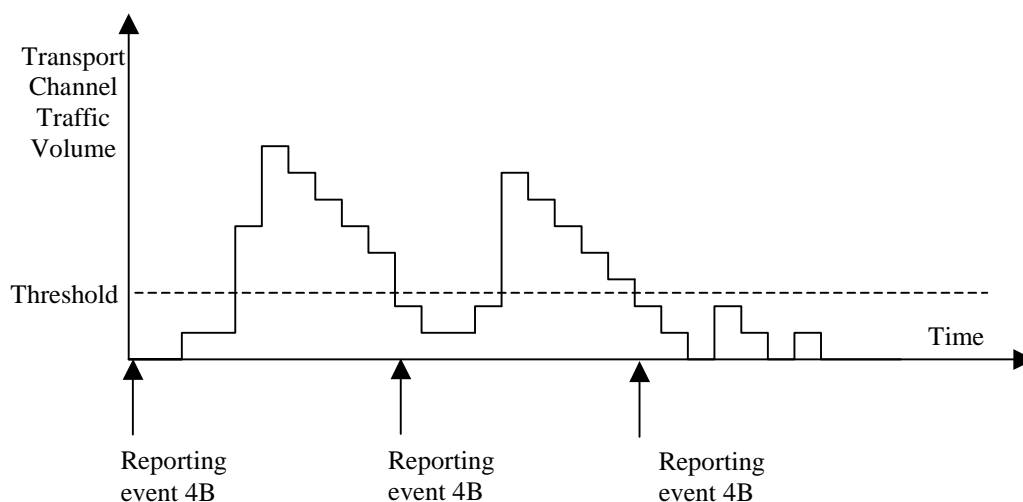 Transport
Channel
Traffic
Volume
Threshold
Time
Reporting
event 4B
Reporting
event 4B
Reporting
event 4B